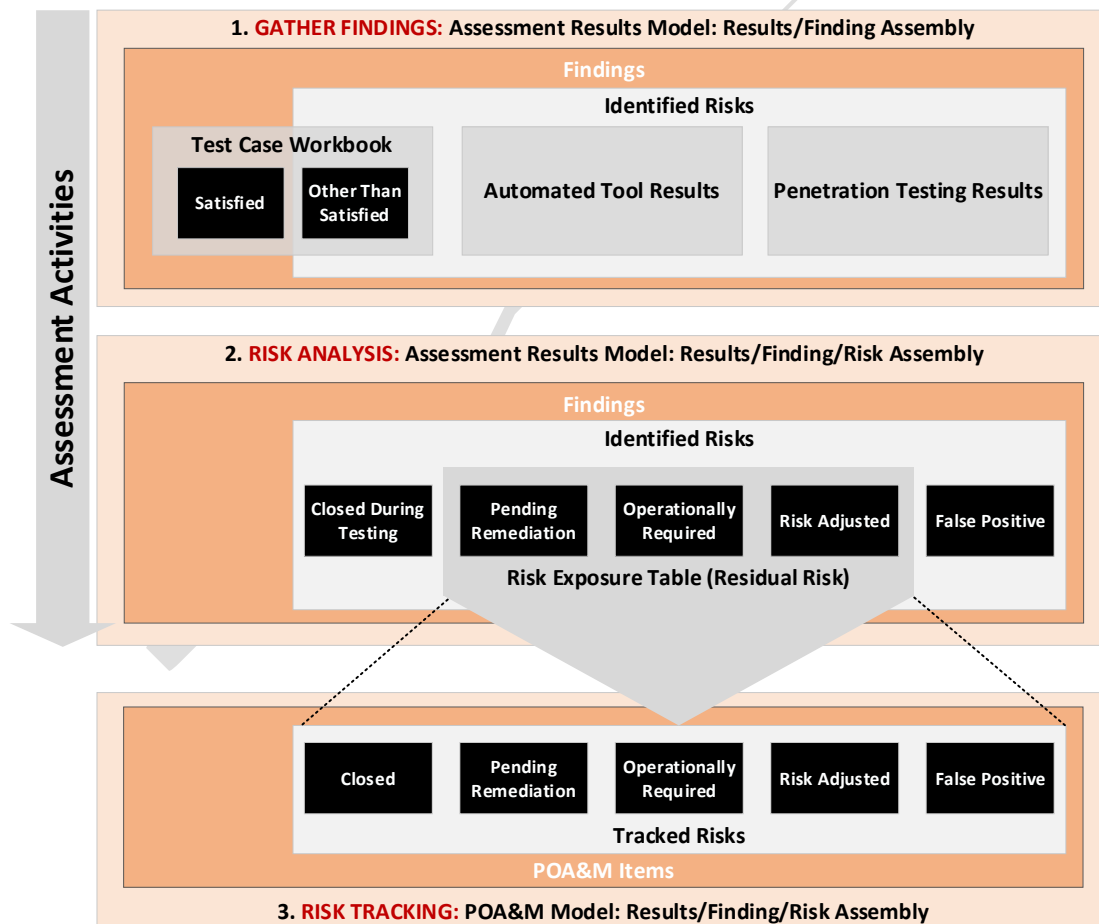 1. GATHER FINDINGS: Assessment Results Model: Results/Finding Assembly
Findings
Identified Risks
Test Case Workbook
Satisfied
Other Than
Satisfied
Automated Tool Results
Penetration Testing Results
Assessment Activities
2. RISK ANALYSIS: Assessment Results Model: Results/Finding/Risk Assembly
Findings
Identified Risks
Closed During
Testing
Pending
Remediation
Operationally
Required
Risk Adjusted
False Positive
Risk Exposure Table (Residual Risk)
Closed
Pending
Remediation
Operationally
Required
Risk Adjusted
False Positive
Tracked Risks
POA&M Items
3. RISK TRACKING: POA&M Model: Results/Finding/Risk Assembly